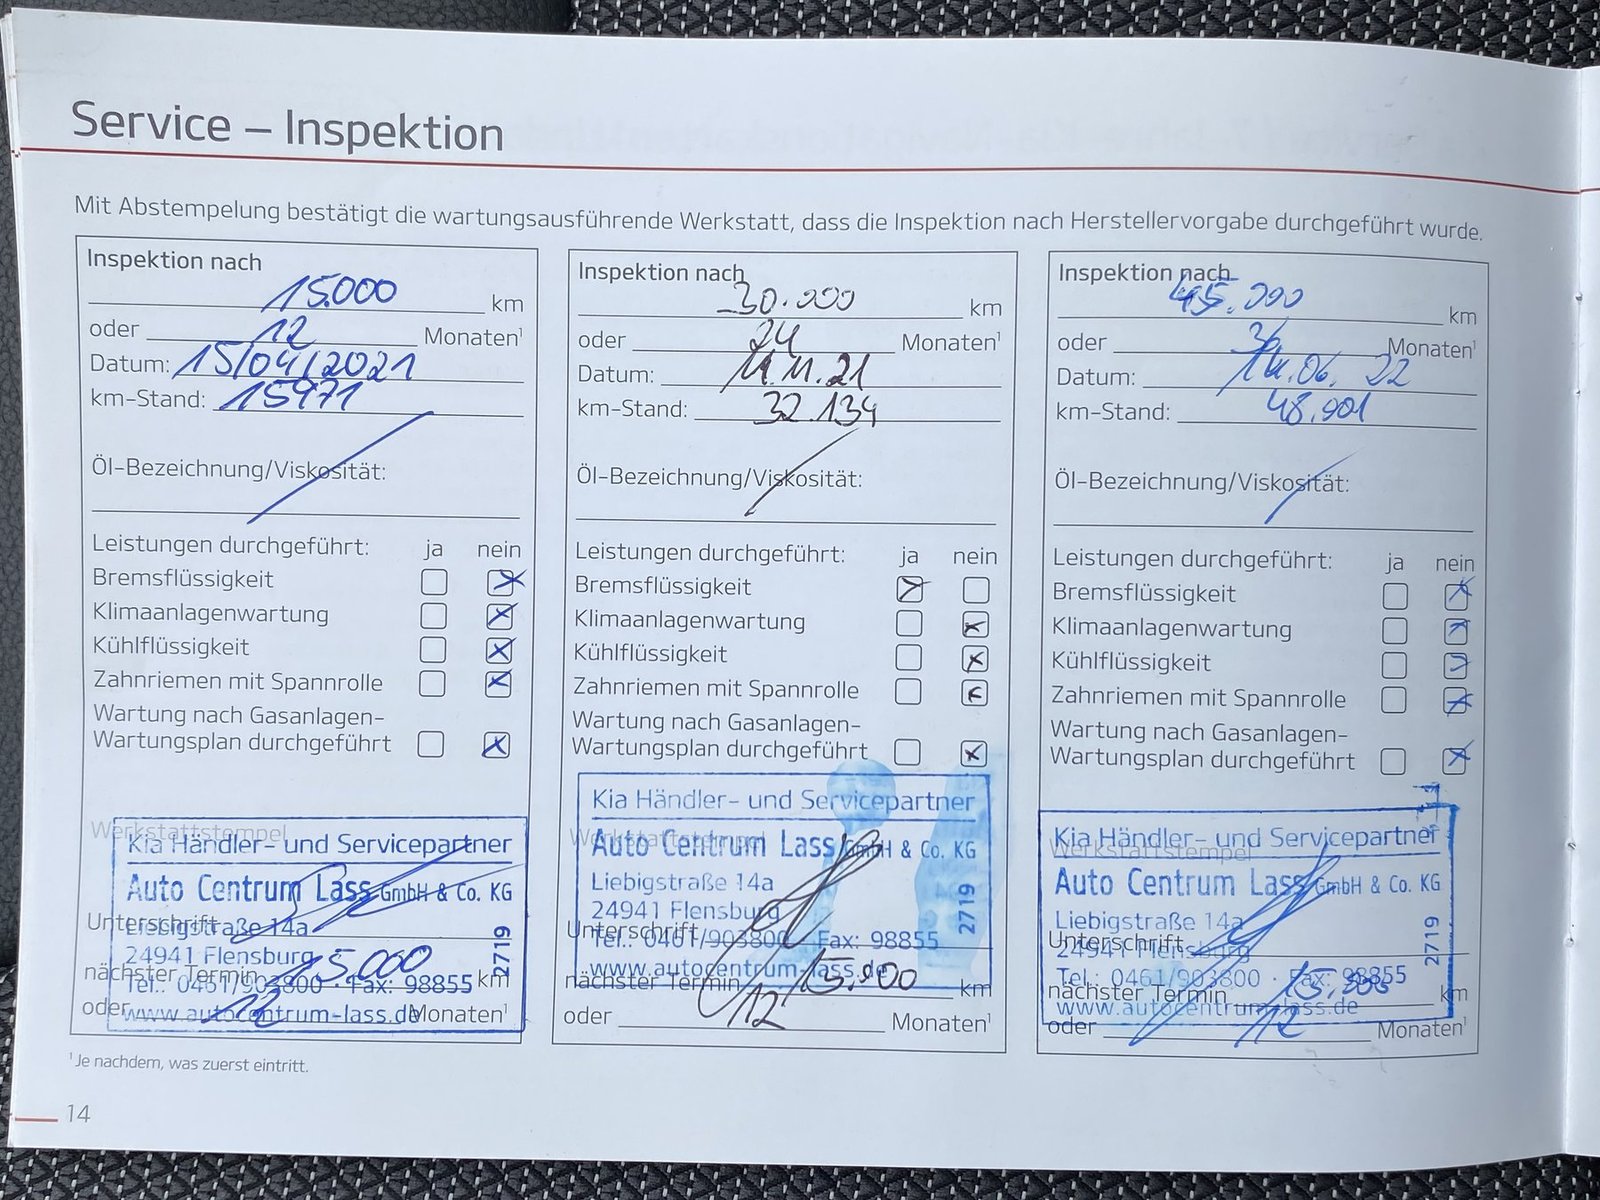 Service – Inspektion
Mit Abstempelung bestätigt die wartungsausführende Werkstatt, dass die Inspektion nach Herstellervorgabe durchgeführt wurde.
Inspektion nach
15.000 km
oder 12 Monaten¹
Datum: 15/04/2021
km-Stand: 15971
Öl-Bezeichnung/Viskosität:
Leistungen durchgeführt: ja nein
Bremsflüssigkeit
Klimaanlagenwartung
Kühlflüssigkeit
Zahnriemen mit Spannrolle
Wartung nach Gasanlagen-
Wartungsplan durchgeführt
Werkstattstempel
Kia Händler- und Servicepartner
Auto Centrum Lass GmbH & Co. KG
Liebigstraße 14a
24941 Flensburg
Tel.: 0461/903800 · Fax: 98855
www.autocentrum-lass.de
2719
Unterschrift
nächster Termin 15.000 km
oder 12 Monaten¹
Inspektion nach
30.000 km
oder 24 Monaten¹
Datum: 11.11.21
km-Stand: 32.134
Öl-Bezeichnung/Viskosität:
Leistungen durchgeführt: ja nein
Bremsflüssigkeit
Klimaanlagenwartung
Kühlflüssigkeit
Zahnriemen mit Spannrolle
Wartung nach Gasanlagen-
Wartungsplan durchgeführt
Werkstattstempel
Kia Händler- und Servicepartner
Auto Centrum Lass GmbH & Co. KG
Liebigstraße 14a
24941 Flensburg
Tel.: 0461/903800 Fax: 98855
www.autocentrum-lass.de
2719
Unterschrift
nächster Termin 15.000 km
oder 12 Monaten¹
Inspektion nach
45.000 km
oder 36 Monaten¹
Datum: 14.06.22
km-Stand: 48.901
Öl-Bezeichnung/Viskosität:
Leistungen durchgeführt: ja nein
Bremsflüssigkeit
Klimaanlagenwartung
Kühlflüssigkeit
Zahnriemen mit Spannrolle
Wartung nach Gasanlagen-
Wartungsplan durchgeführt
Werkstattstempel
Kia Händler- und Servicepartner
Auto Centrum Lass GmbH & Co. KG
Liebigstraße 14a
24941 Flensburg
Tel.: 0461/903800 · Fax: 98855
www.autocentrum-lass.de
2719
Unterschrift
nächster Termin 15.000 km
oder 12 Monaten¹
¹ Je nachdem, was zuerst eintritt.
14